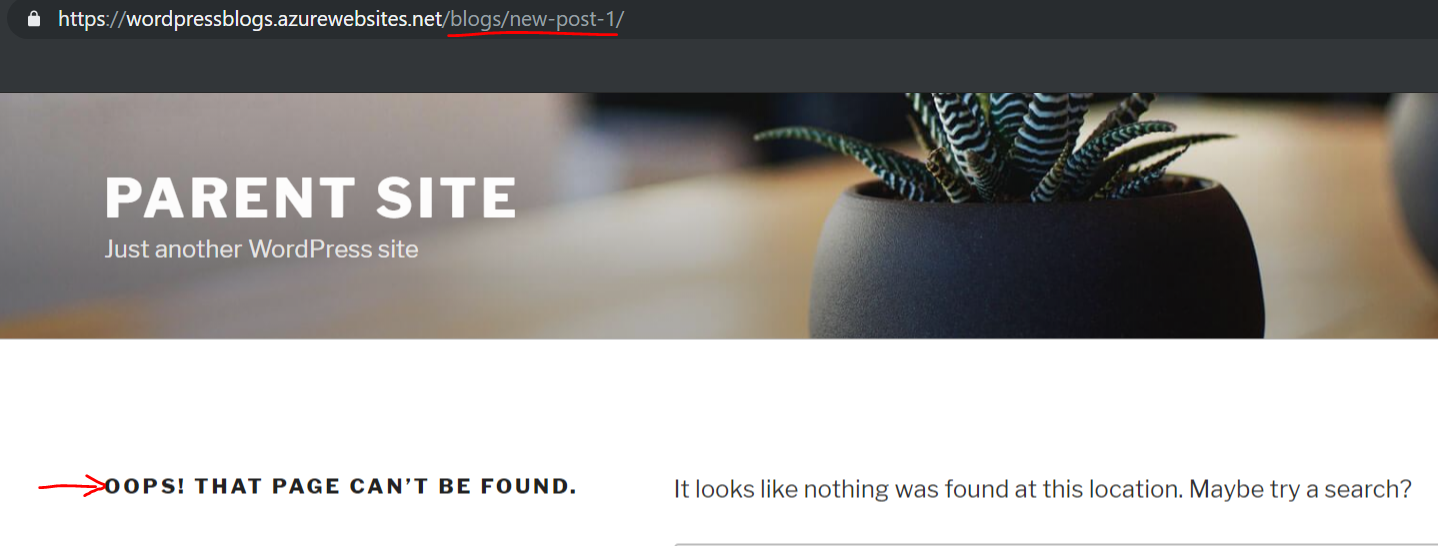 https://wordpressblogs.azurewebsites.net/blogs/new-post-1/
PARENT SITE
Just another WordPress site
OOPS! THAT PAGE CAN’T BE FOUND.
It looks like nothing was found at this location. Maybe try a search?